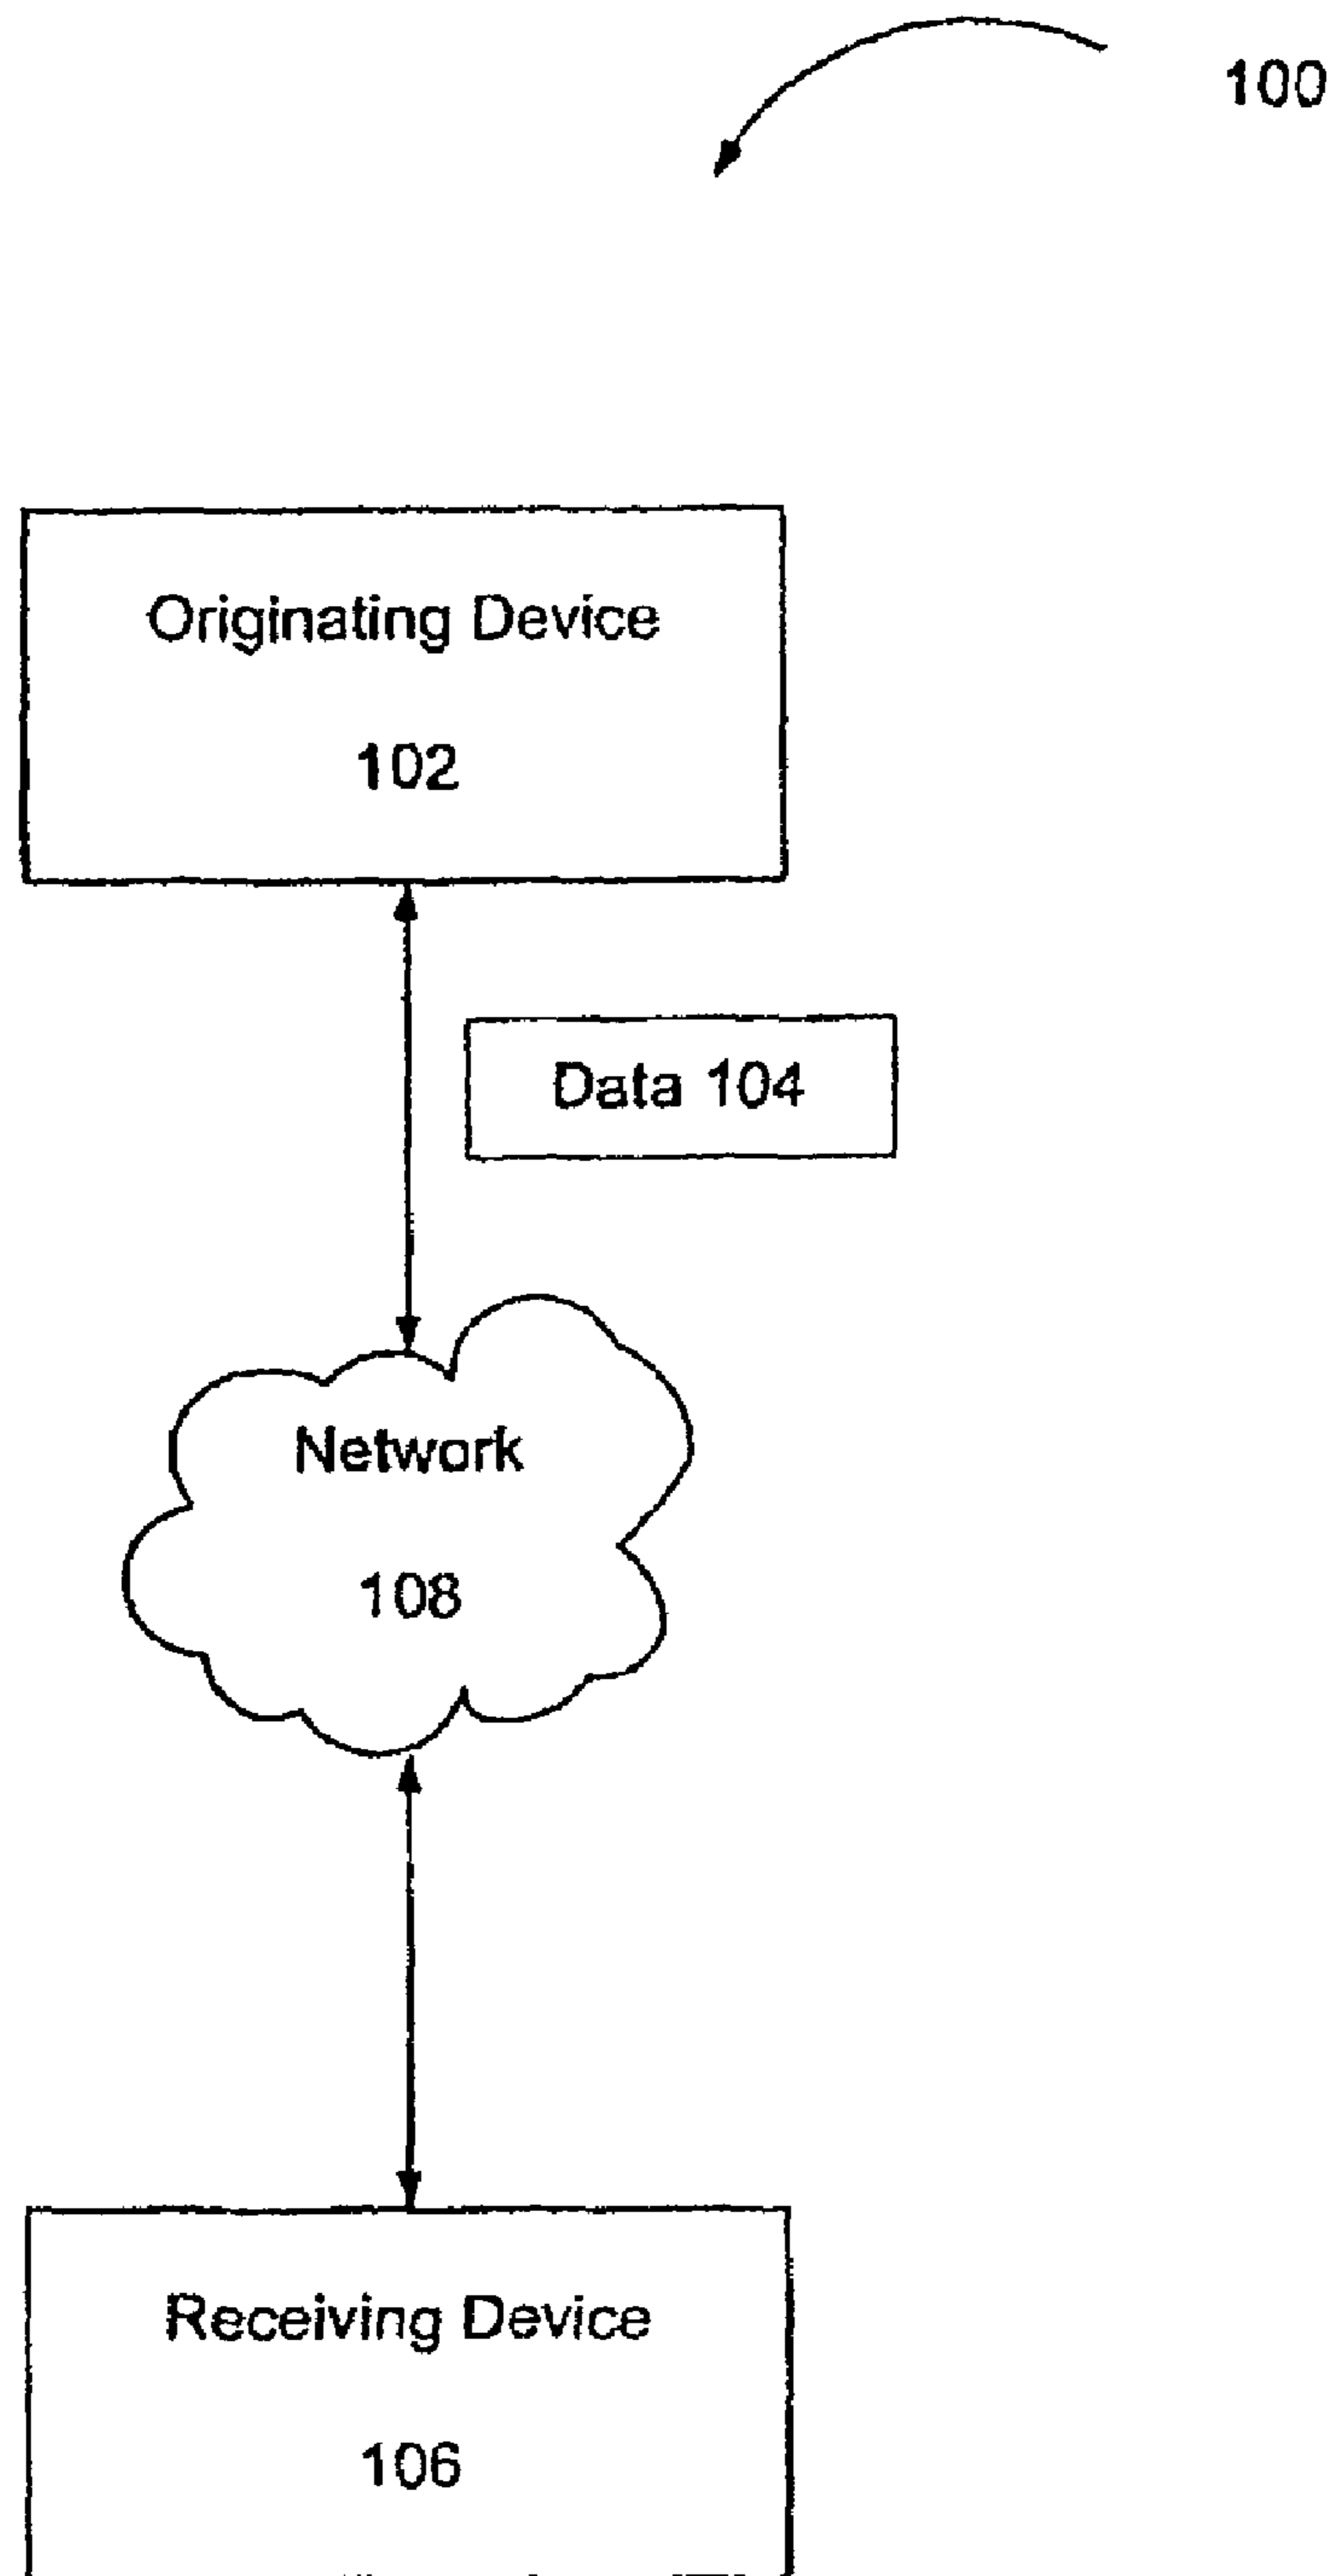 100
Originating Device
102
Data 104
Network
108
Receiving Device
106